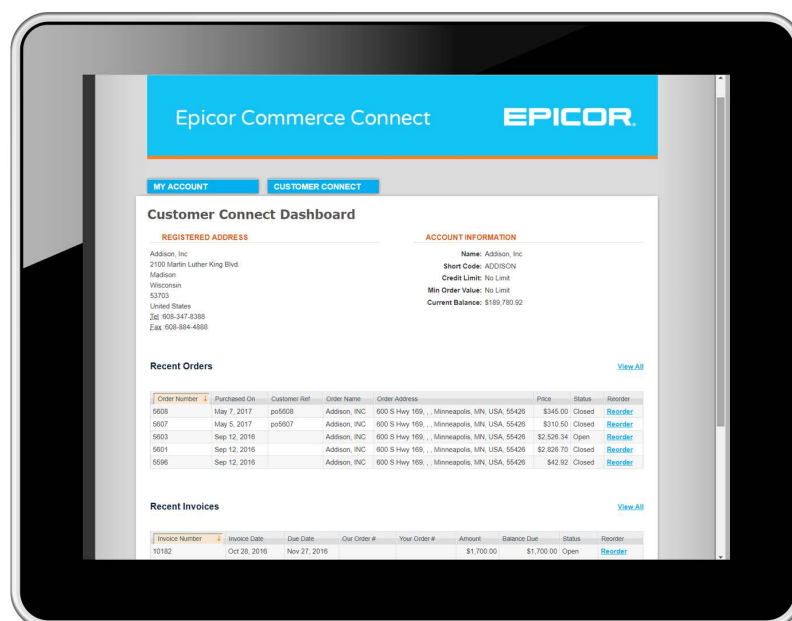 Epicor Commerce Connect
EPICOR.
MY ACCOUNT
CUSTOMER CONNECT
Customer Connect Dashboard
REGISTERED ADDRESS
Addison, Inc
2100 Martin Luther King Blvd.
Madison
Wisconsin
53703
United States
Tel :608-347-8388
Fax :608-884-4888
ACCOUNT INFORMATION
Name: Addison, Inc
Short Code: ADDISON
Credit Limit: No Limit
Min Order Value: No Limit
Current Balance: $189,780.92
Recent Orders View All
Order Number Purchased On Customer Ref Order Name Order Address Price Status Reorder
5608 May 7, 2017 po5608 Addison, INC 600 S Hwy 169, , , Minneapolis, MN, USA, 55426 $345.00 Closed Reorder
5607 May 5, 2017 po5607 Addison, INC 600 S Hwy 169, , , Minneapolis, MN, USA, 55426 $310.50 Closed Reorder
5603 Sep 12, 2016 Addison, INC 600 S Hwy 169, , , Minneapolis, MN, USA, 55426 $2,526.34 Open Reorder
5601 Sep 12, 2016 Addison, INC 600 S Hwy 169, , , Minneapolis, MN, USA, 55426 $2,826.70 Closed Reorder
5596 Sep 12, 2016 Addison, INC 600 S Hwy 169, , , Minneapolis, MN, USA, 55426 $42.92 Closed Reorder
Recent Invoices View All
Invoice Number Invoice Date Due Date Our Order # Your Order # Amount Balance Due Status Reorder
10182 Oct 28, 2016 Nov 27, 2016 $1,700.00 $1,700.00 Open Reorder